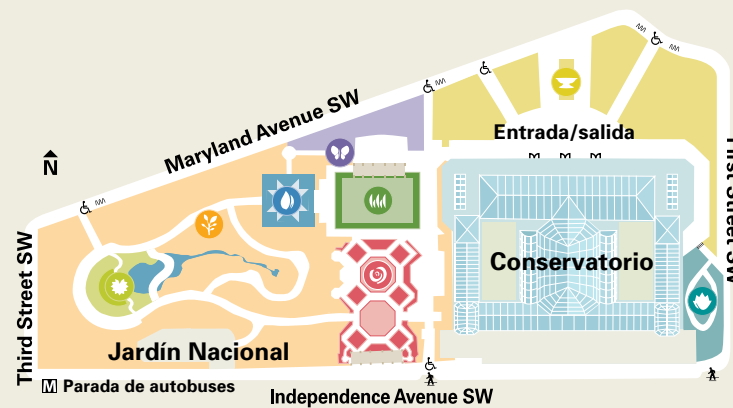 Maryland Avenue SW
Entrada/salida
N
First Street SW
Third Street SW
Conservatorio
Jardín Nacional
M Parada de autobuses
Independence Avenue SW